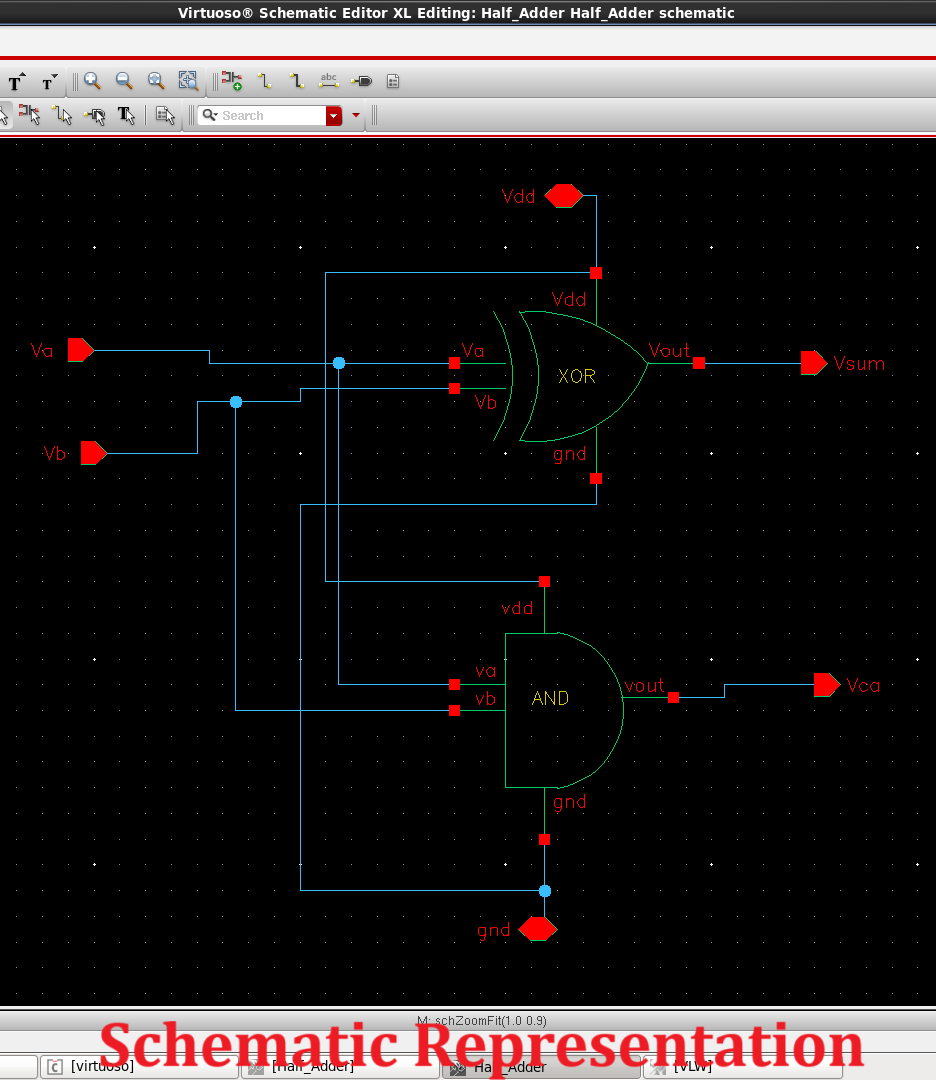 Virtuoso® Schematic Editor XL Editing: Half_Adder Half_Adder schematic
T T
abc
T Search
Vdd
Vdd
Va
Va
Vout
Vsum
XOR
Vb
Vb
gnd
vdd
va
vb
AND
vout
Vca
gnd
gnd
M: schZoomFit(1.0 0.9)
Schematic Representation
C [virtuoso] [Half_Adder] Half_Adder [VLW]